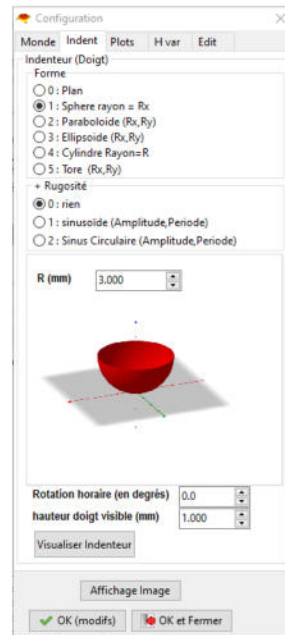 Configuration
Monde Indent Plots H var Edit
Indenteur (Doigt)
Forme
0 : Plan
1 : Sphere rayon = Rx
2 : Paraboloide (Rx,Ry)
3 : Ellipsoide (Rx,Ry)
4 : Cylindre Rayon=R
5 : Tore (Rx,Ry)
+ Rugosité
0 : rien
1 : sinusoïde (Amplitude,Periode)
2 : Sinus Circulaire (Amplitude,Periode)
R (mm) 3.000
Rotation horaire (en degrés) 0.0
hauteur doigt visible (mm) 1.000
Visualiser Indenteur
Affichage Image
OK (modifs) OK et Fermer